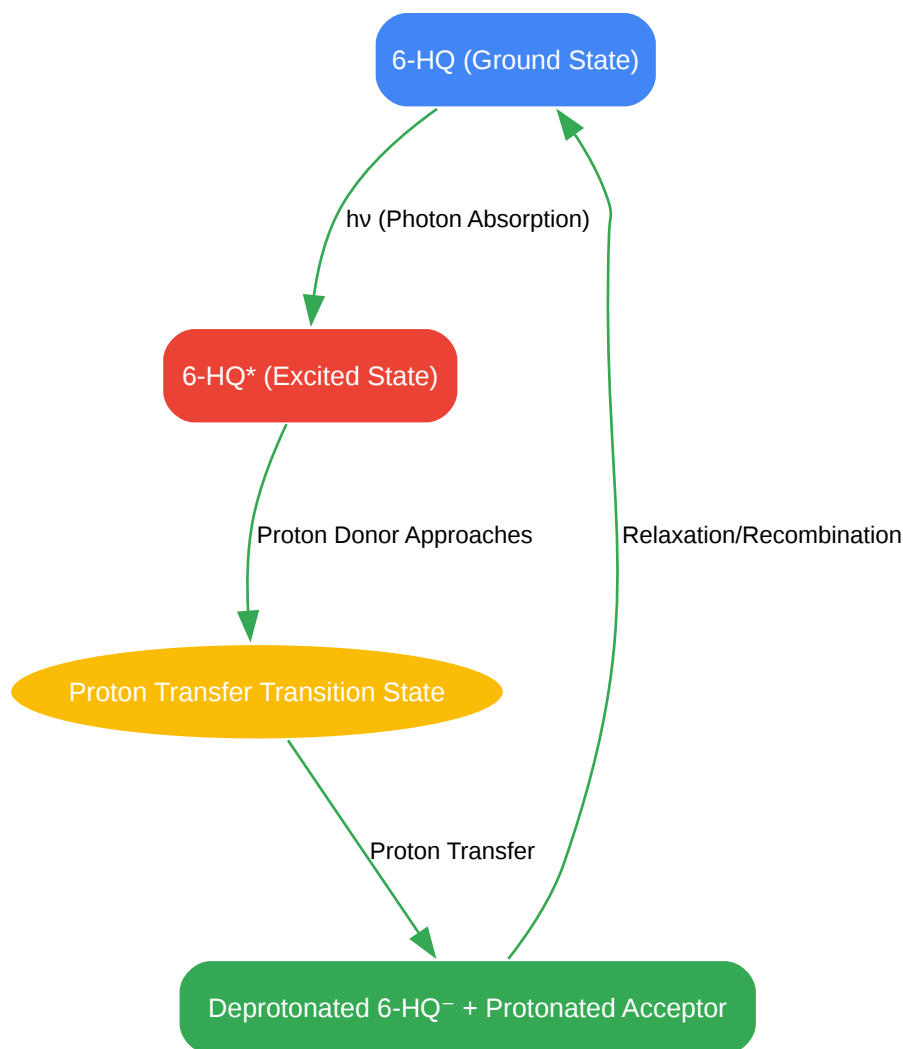 6-HQ (Ground State)
hν (Photon Absorption)
6-HQ* (Excited State)
Proton Donor Approaches
Relaxation/Recombination
Proton Transfer Transition State
Proton Transfer
Deprotonated 6-HQ⁻ + Protonated Acceptor